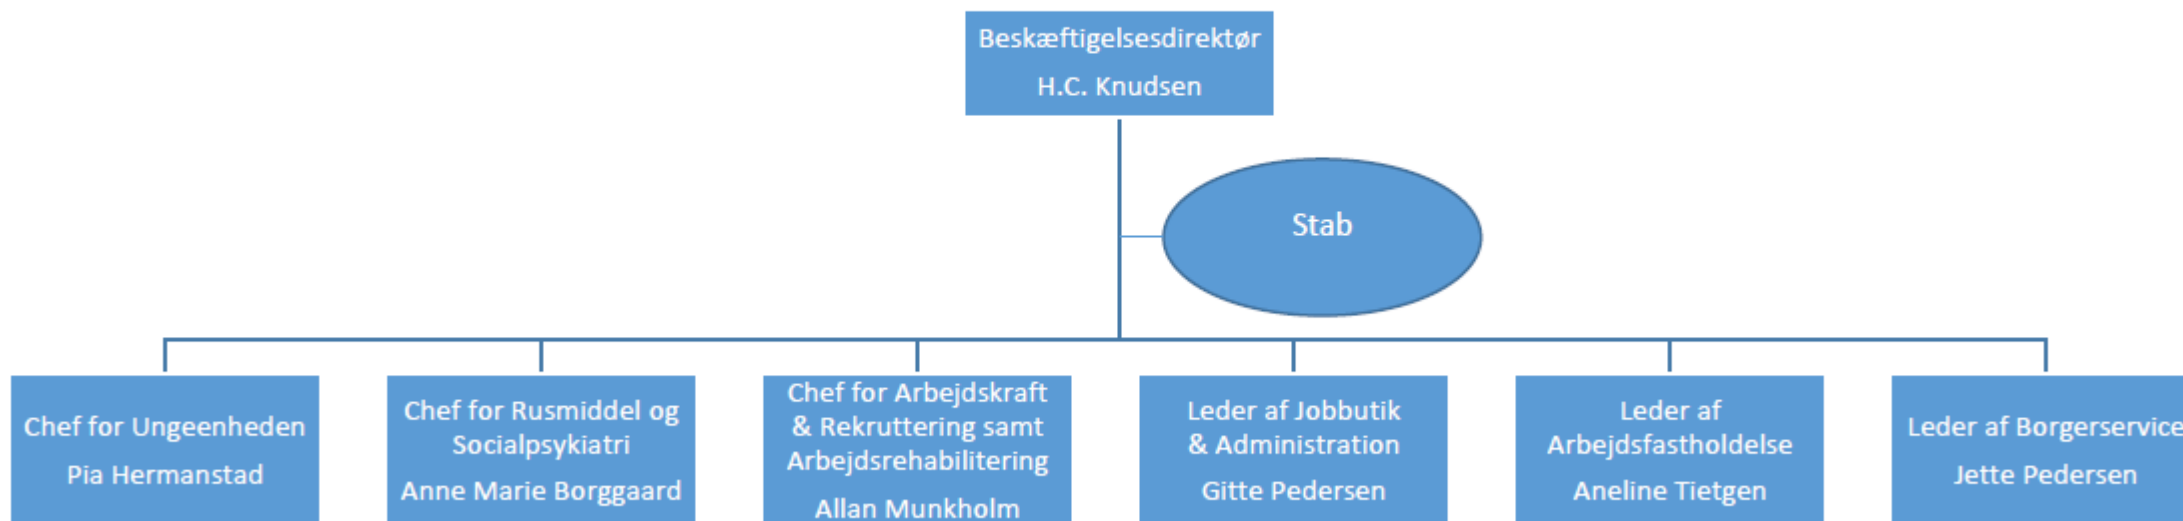 Beskæftigelsesdirektør
H.C. Knudsen
Stab
Chef for Ungeenheden
Pia Hermanstad
Chef for Rusmiddel og
Socialpsykiatri
Anne Marie Borggaard
Chef for Arbejdskraft
& Rekruttering samt
Arbejdsrehabilitering
Allan Munkholm
Leder af Jobbutik
& Administration
Gitte Pedersen
Leder af
Arbejdsfastholdelse
Aneline Tietgen
Leder af Borgerservice
Jette Pedersen